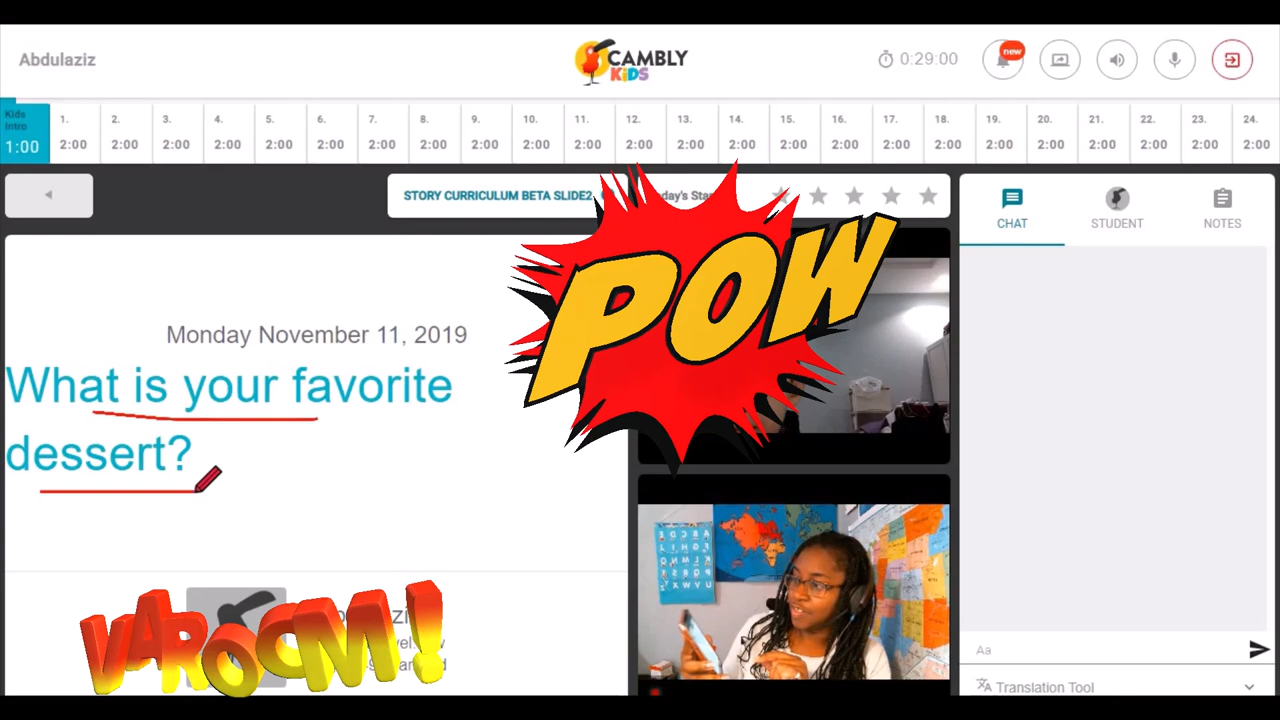 Abdulaziz
CAMBLY
KIDS
0:29:00
new
Kids
Intro
1:00
1.
2:00
2.
2:00
3.
2:00
4.
2:00
5.
2:00
6.
2:00
7.
2:00
8.
2:00
9.
2:00
10.
2:00
11.
2:00
12.
2:00
13.
2:00
14.
2:00
15.
2:00
16.
2:00
17.
2:00
18.
2:00
19.
2:00
20.
2:00
21.
2:00
22.
2:00
23.
2:00
24.
2:00
STORY CURRICULUM BETA SLIDE2
CHAT
STUDENT
NOTES
POW
Monday November 11, 2019
What is your favorite
dessert?
VAROOM!
Aa
Translation Tool